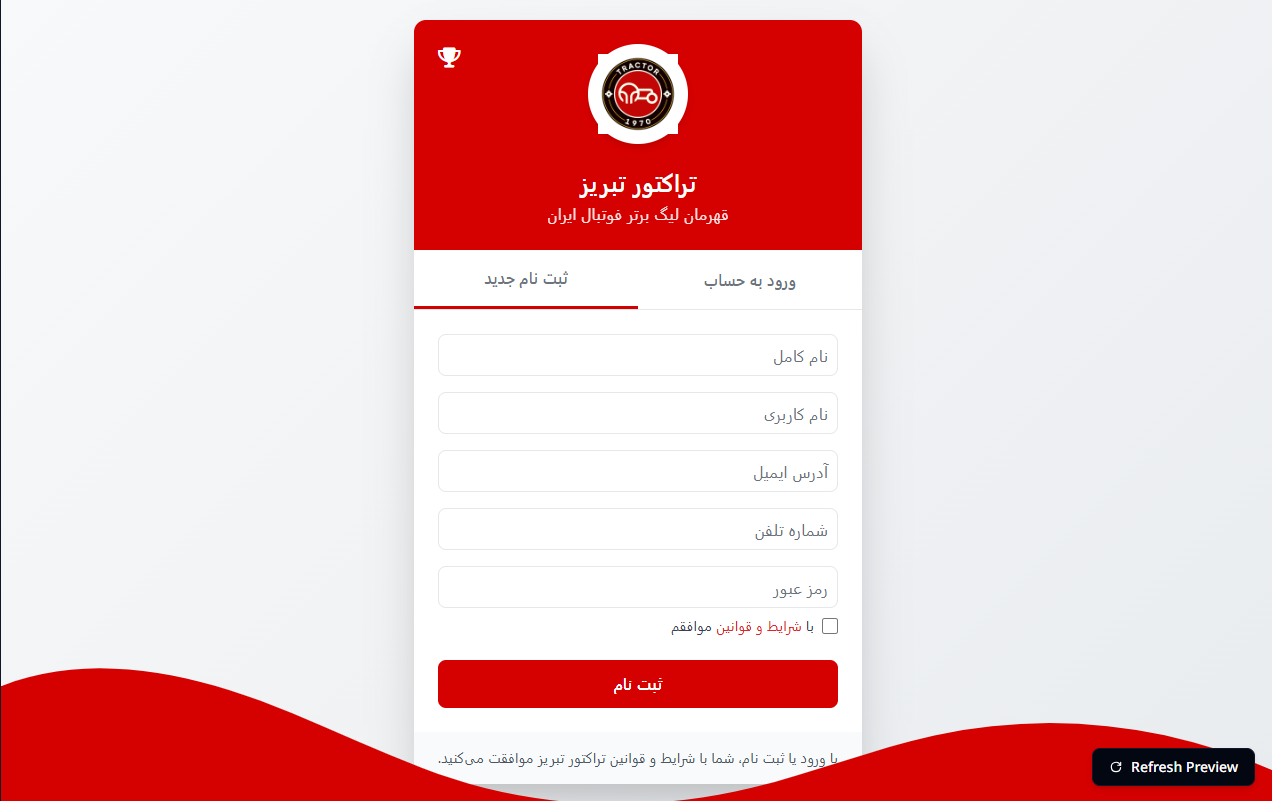 TRACTOR
1970
تراکتور تبریز
قهرمان لیگ برتر فوتبال ایران
ورود به حساب
ثبت نام جدید
نام کامل
نام کاربری
آدرس ایمیل
شماره تلفن
رمز عبور
با شرایط و قوانین موافقم
ثبت نام
با ورود یا ثبت نام، شما با شرایط و قوانین تراکتور تبریز موافقت می‌کنید.
Refresh Preview